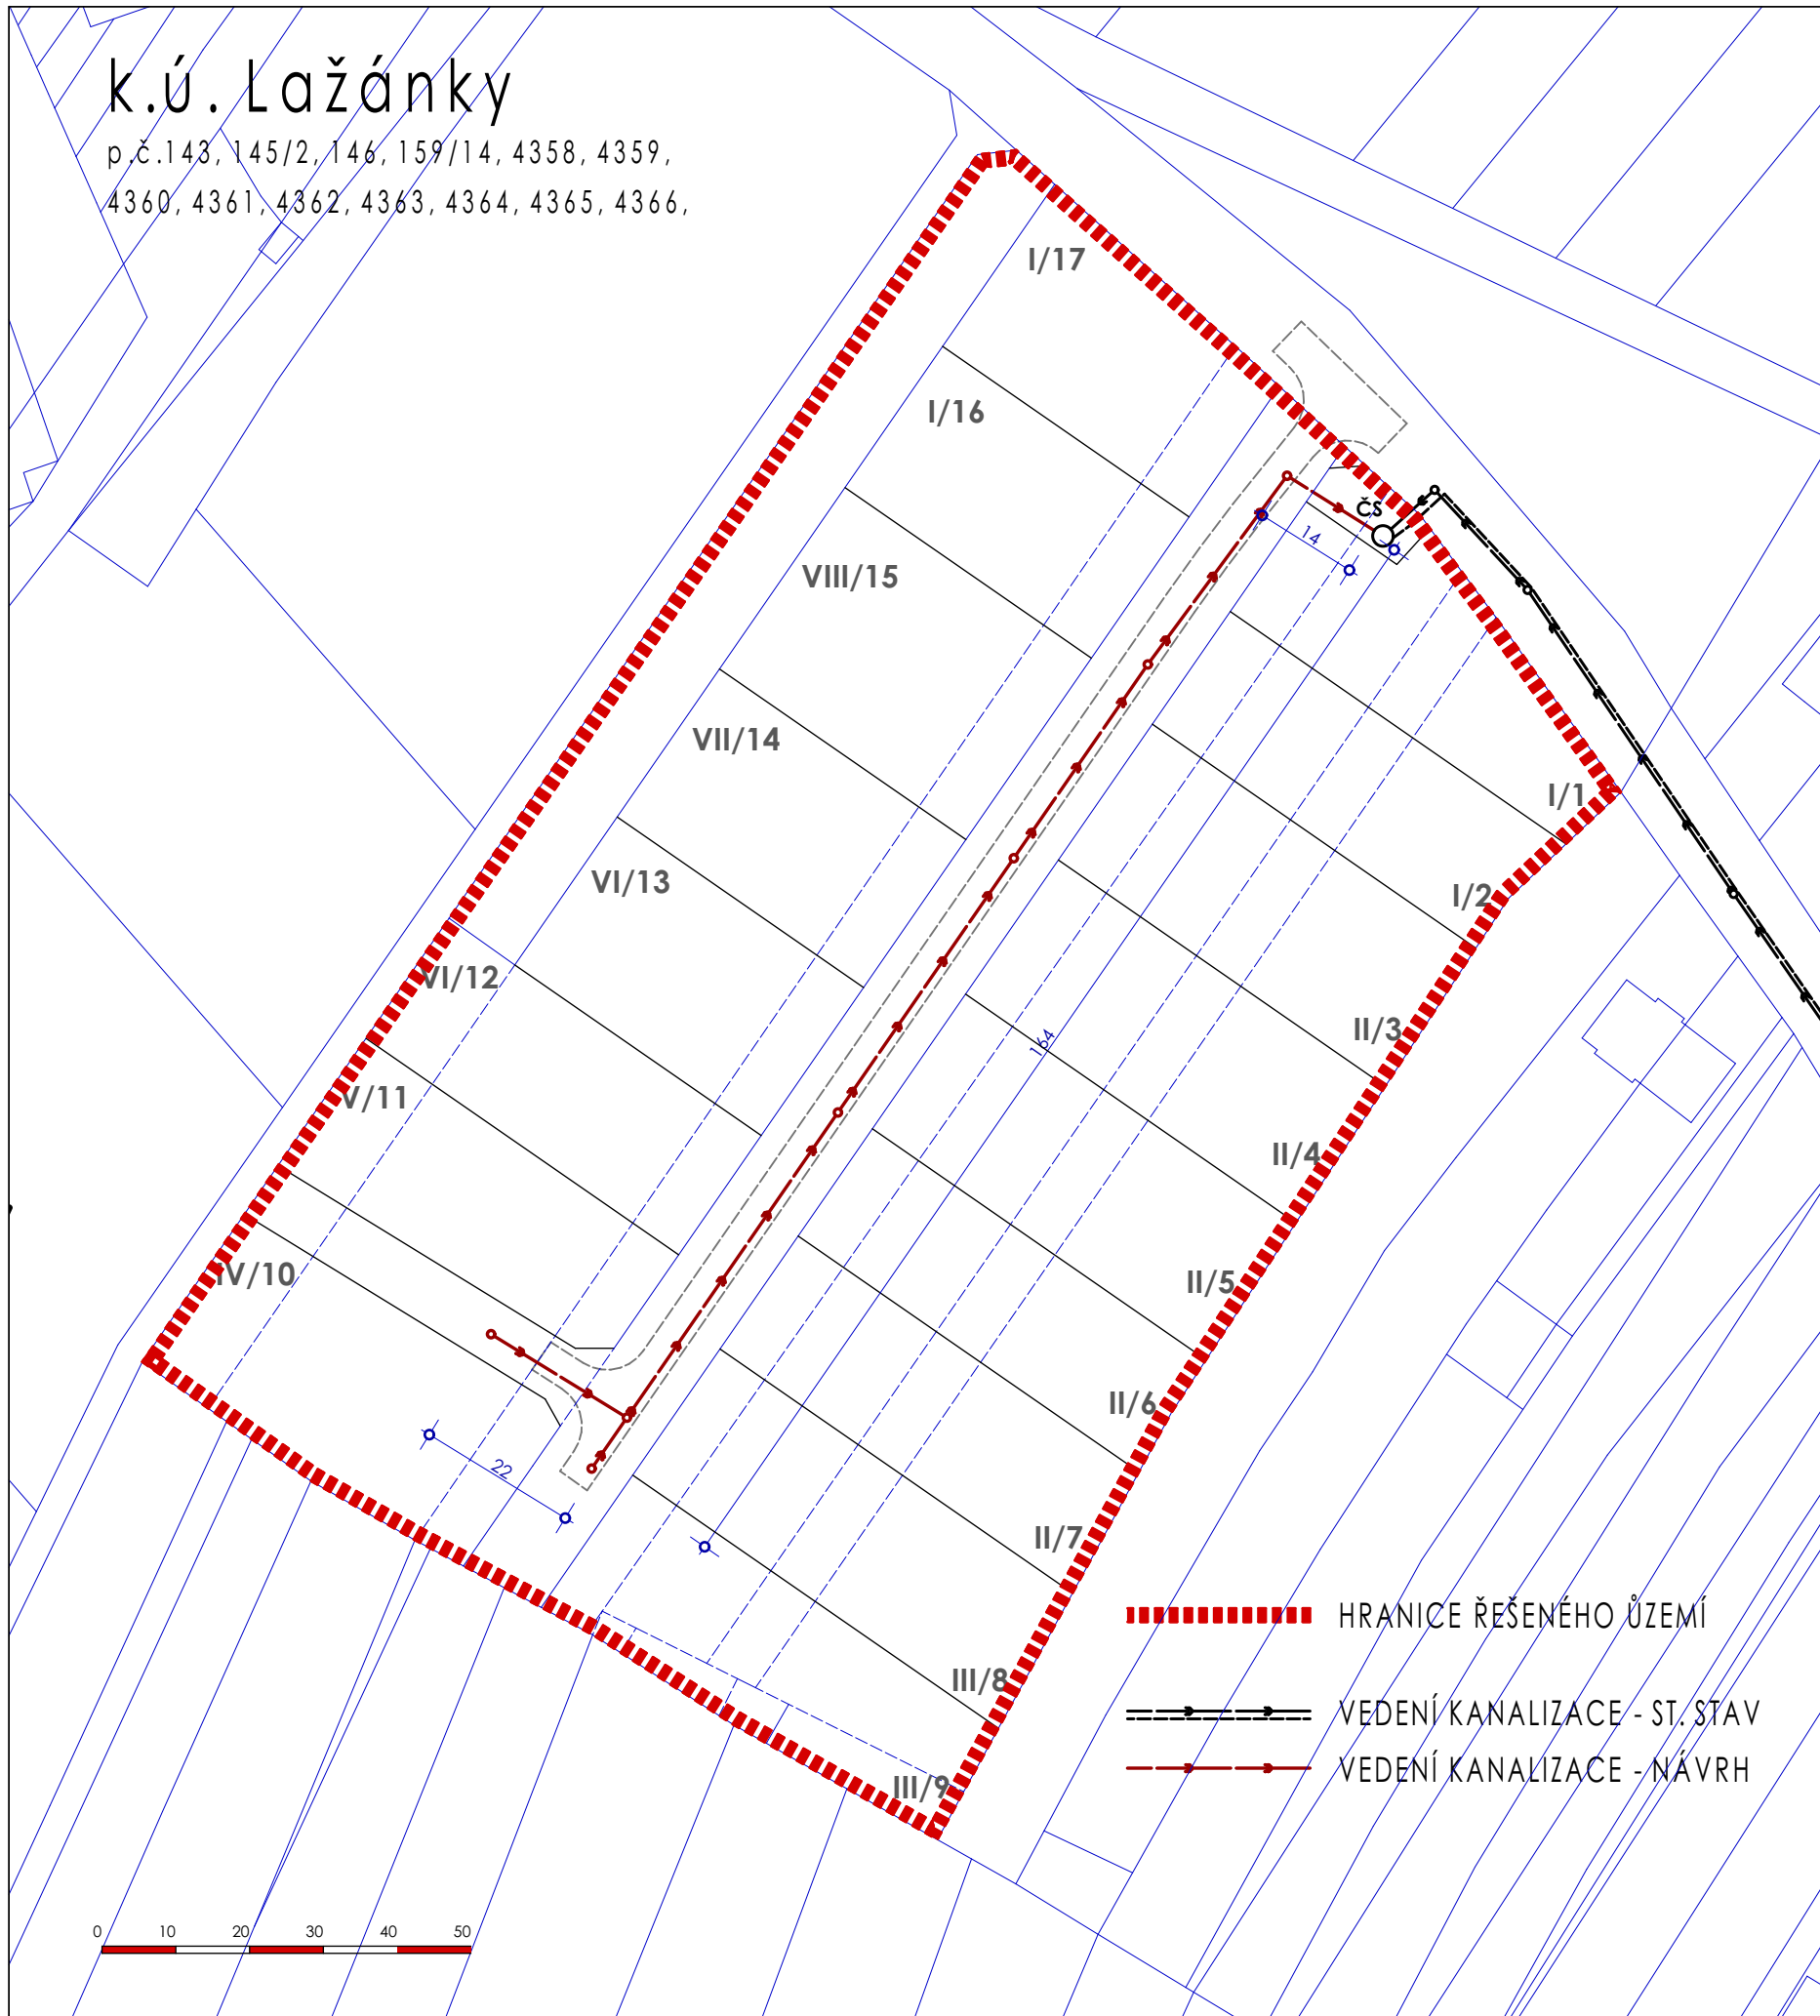 k.ú. Lažánky
p.č.143, 145/2, 146, 159/14, 4358, 4359,
4360, 4361, 4362, 4363, 4364, 4365, 4366,
I/17
I/16
VIII/15
VII/14
VI/13
VI/12
V/11
IV/10
ČS
14
I/1
I/2
II/3
164
II/4
II/5
II/6
II/7
III/8
III/9
22
HRANICE ŘEŠENÉHO ŮZEMÍ
VEDENÍ KANALIZACE - ST. STAV
VEDENÍ KANALIZACE - NÁVRH
0 10 20 30 40 50